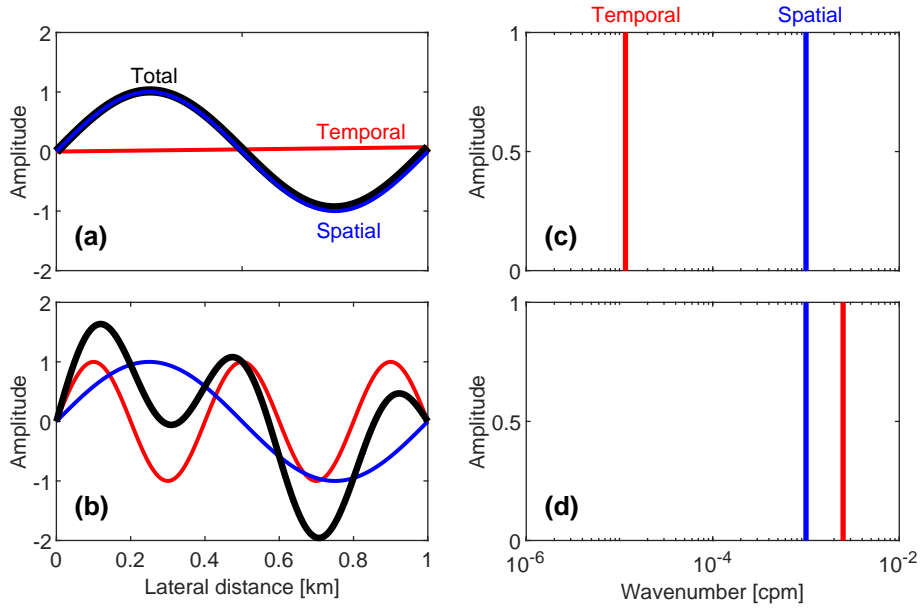 Temporal Spatial
2
1
0
-1
-2
Amplitude
Total
Temporal
Spatial
(a)
1
0.5
0
Amplitude
(c)
2
1
0
-1
-2
Amplitude
(b)
0 0.2 0.4 0.6 0.8 1
Lateral distance [km]
1
0.5
0
Amplitude
(d)
10-6 10-4 10-2
Wavenumber [cpm]